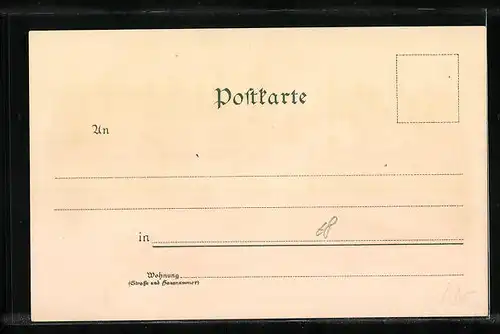 Poſtkarte
An
in
Wohnung
(Straße und Hausnummer)